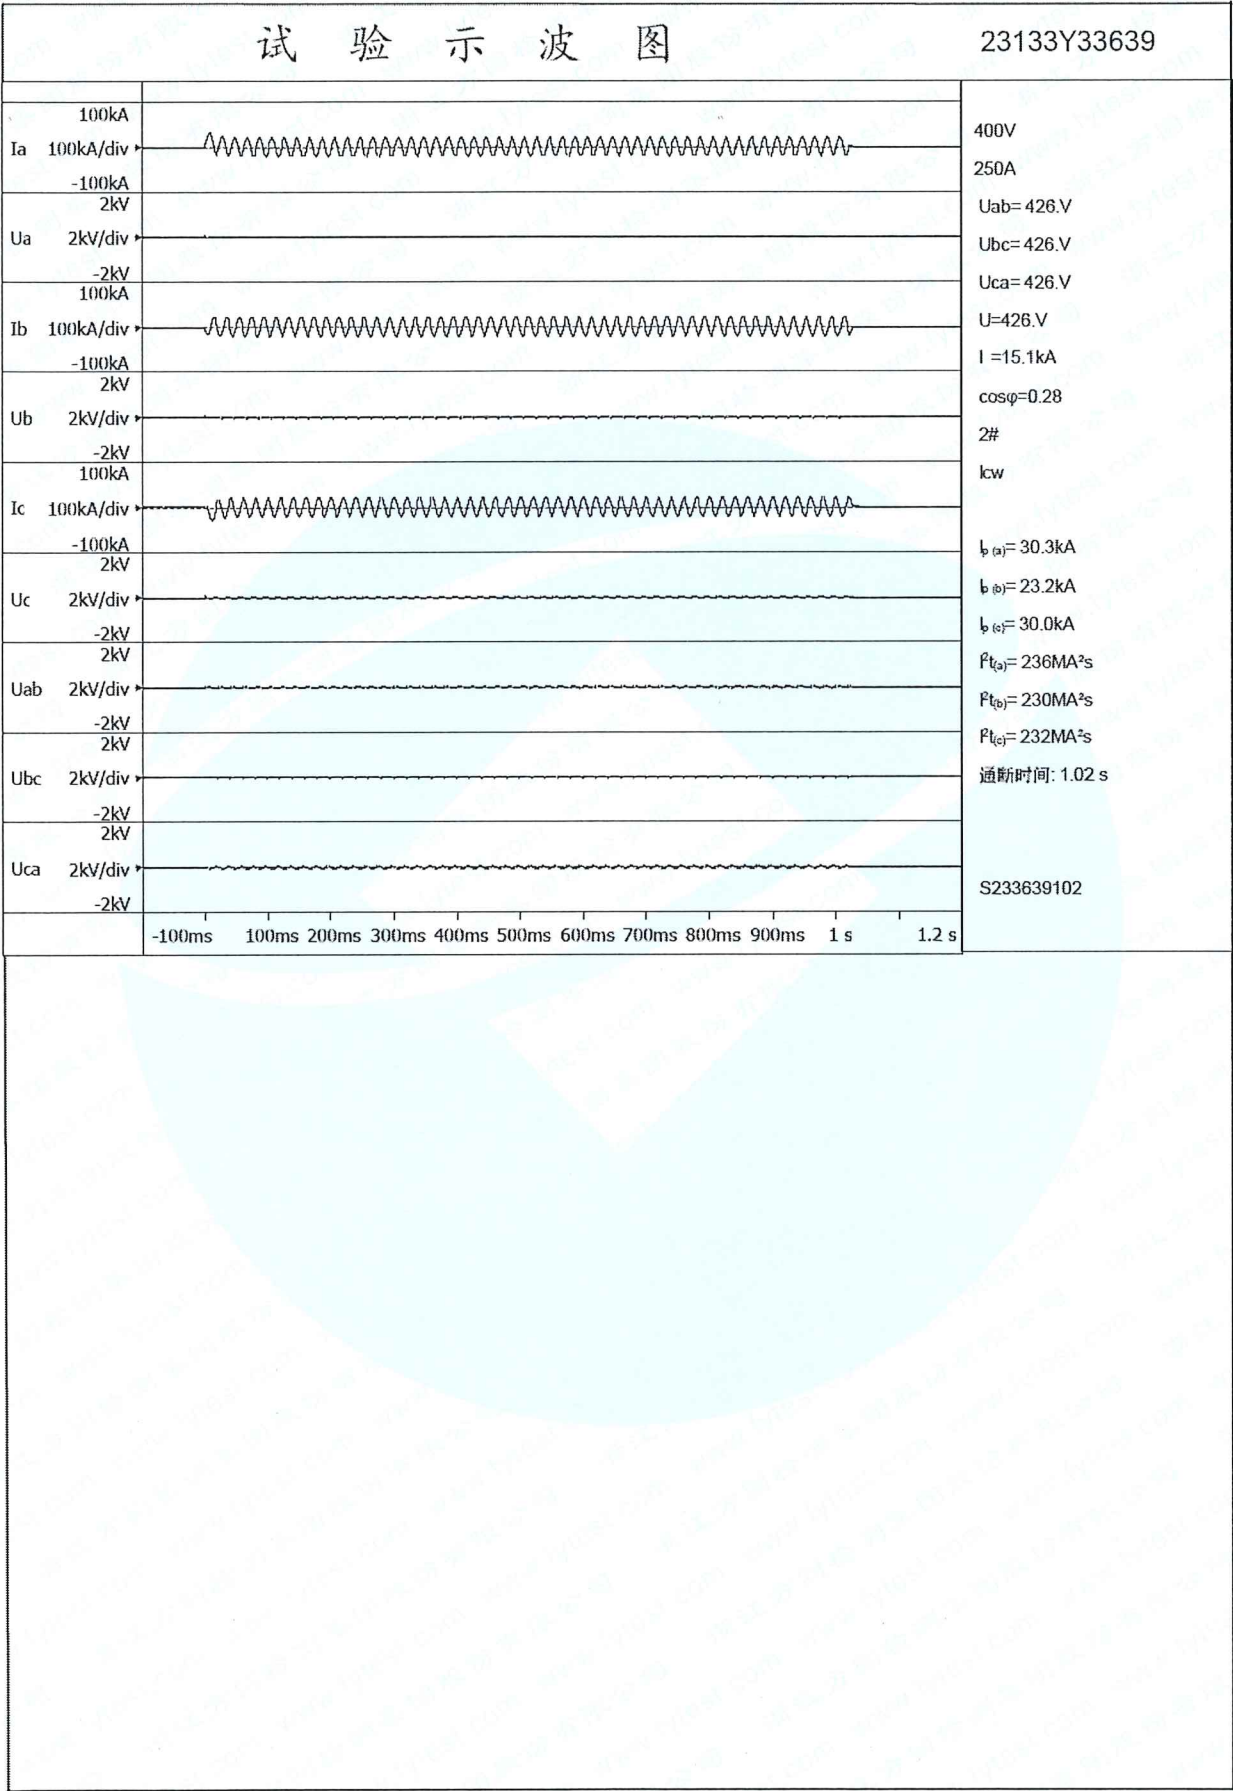 试 验 示 波 图 23133Y33639
100kA
Ia 100kA/div
-100kA
2kV
Ua 2kV/div
-2kV
100kA
Ib 100kA/div
-100kA
2kV
Ub 2kV/div
-2kV
100kA
Ic 100kA/div
-100kA
2kV
Uc 2kV/div
-2kV
2kV
Uab 2kV/div
-2kV
2kV
Ubc 2kV/div
-2kV
2kV
Uca 2kV/div
-2kV
-100ms 100ms 200ms 300ms 400ms 500ms 600ms 700ms 800ms 900ms 1 s 1.2 s
400V
250A
Uab= 426.V
Ubc= 426.V
Uca= 426.V
U=426.V
I =15.1kA
cosφ=0.28
2#
Icw
Ip (a)= 30.3kA
Ip (b)= 23.2kA
Ip (c)= 30.0kA
I²t(a)= 236MA²s
I²t(b)= 230MA²s
I²t(c)= 232MA²s
通断时间: 1.02 s
S233639102